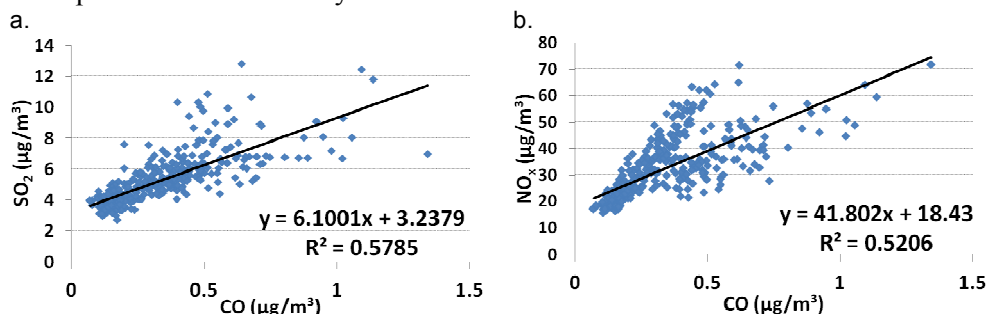 a.
SO₂ (µg/m³)
14
12
10
8
6
4
2
0
y = 6.1001x + 3.2379
R² = 0.5785
0 0.5 1 1.5
CO (µg/m³)
b.
NOₓ (µg/m³)
80
70
60
50
40
30
20
10
0
y = 41.802x + 18.43
R² = 0.5206
0 0.5 1 1.5
CO (µg/m³)